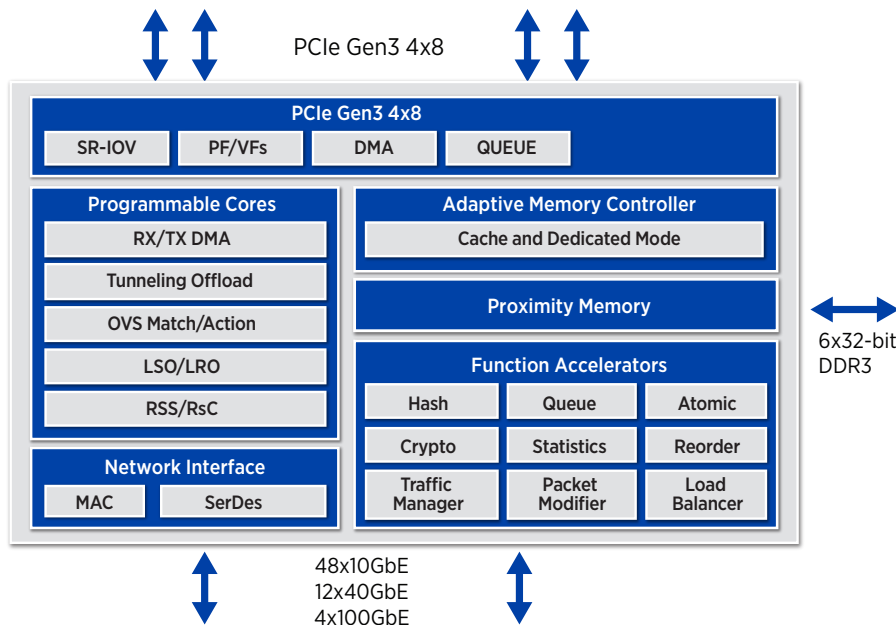 PCIe Gen3 4x8
PCIe Gen3 4x8
SR-IOV
PF/VFs
DMA
QUEUE
Programmable Cores
RX/TX DMA
Tunneling Offload
OVS Match/Action
LSO/LRO
RSS/RsC
Network Interface
MAC
SerDes
Adaptive Memory Controller
Cache and Dedicated Mode
Proximity Memory
Function Accelerators
Hash
Queue
Atomic
Crypto
Statistics
Reorder
Traffic
Manager
Packet
Modifier
Load
Balancer
6x32-bit
DDR3
48x10GbE
12x40GbE
4x100GbE